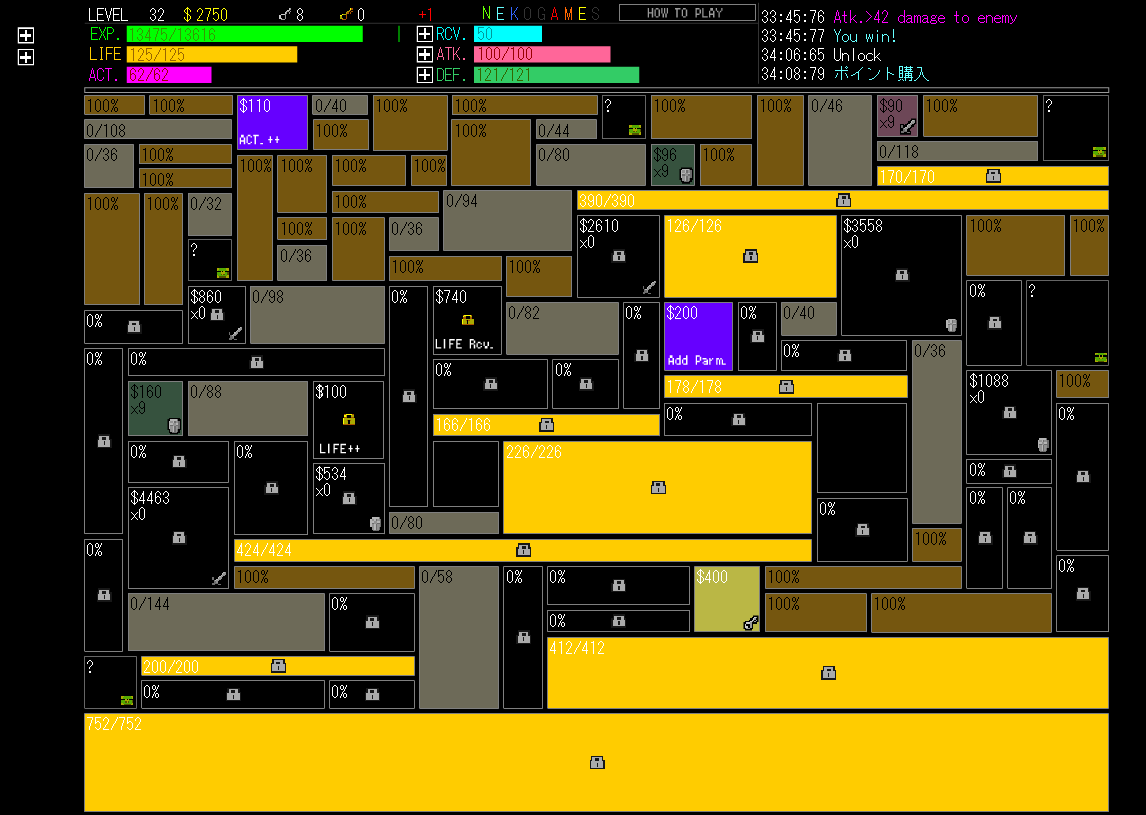 LEVEL 32 $ 2750 8 0 +1 NEKOGAMES HOW TO PLAY
EXP. 13475/13616 RCV. 50
LIFE 125/125 ATK. 100/100
ACT. 62/62 DEF. 121/121
33:45:76 Atk.>42 damage to enemy
33:45:77 You win!
34:06:65 Unlock
34:08:79 ポイント購入
100% 100% $110 0/40 100% 100% ? 100% 100% 0/46 $90 100% ?
x9
ACT. ++
0/108 100% 100% 0/44
0/36 100% 0/80 $96 100% 0/118
x9
100% 100% 100% 100% 100%
170/170
100% 100% 0/32 100% 0/94 390/390
100% 100% 0/36 $2610 126/126 $3558 100% 100%
x0 x0
? 0/36 100% 100%
$860 0/98 0% $740 0% ?
x0
LIFE Rcv.
0% 0/82 0% $200 0% 0/40
Add Parm.
0% 0% 0% 0% 0% 0/36
$160 0/88 $100 178/178 $1088 100%
x9 x0
LIFE++
166/166 0% 0%
0% 0% 226/226
$534 0%
x0
$4463 0% 0% 0%
x0
0/80
0% 424/424 100%
100% 0/58 0% 0% $400 100% 0%
0/144 0% 100% 100%
0%
? 200/200 412/412
0% 0%
752/752